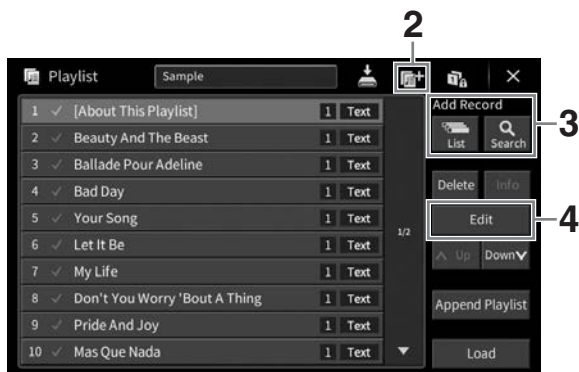 2
Playlist Sample
1 [About This Playlist] 1 Text
2 Beauty And The Beast 1 Text
3 Ballade Pour Adeline 1 Text
4 Bad Day 1 Text
5 Your Song 1 Text
6 Let It Be 1 Text
7 My Life 1 Text
8 Don't You Worry 'Bout A Thing 1 Text
9 Pride And Joy 1 Text
10 Mas Que Nada 1 Text
1/2
Add Record
List Search
3
Delete Info
Edit
4
Up Down
Append Playlist
Load